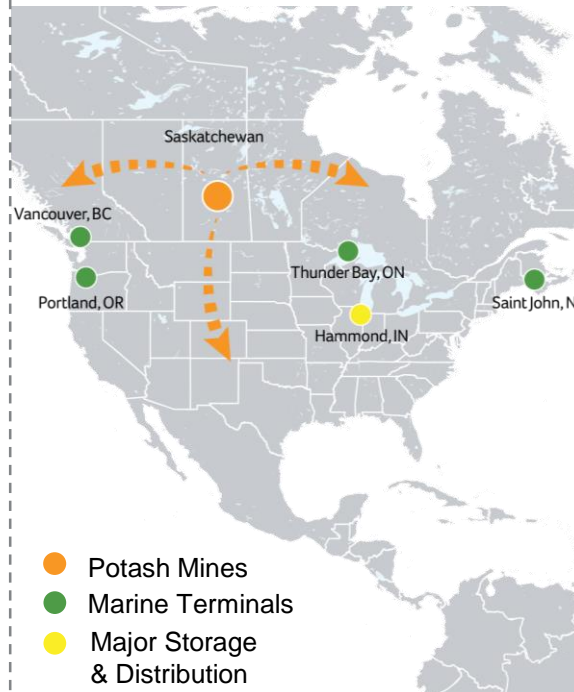 Saskatchewan
Vancouver, BC
Portland, OR
Thunder Bay, ON
Saint John, N
Hammond, IN
Potash Mines
Marine Terminals
Major Storage
& Distribution